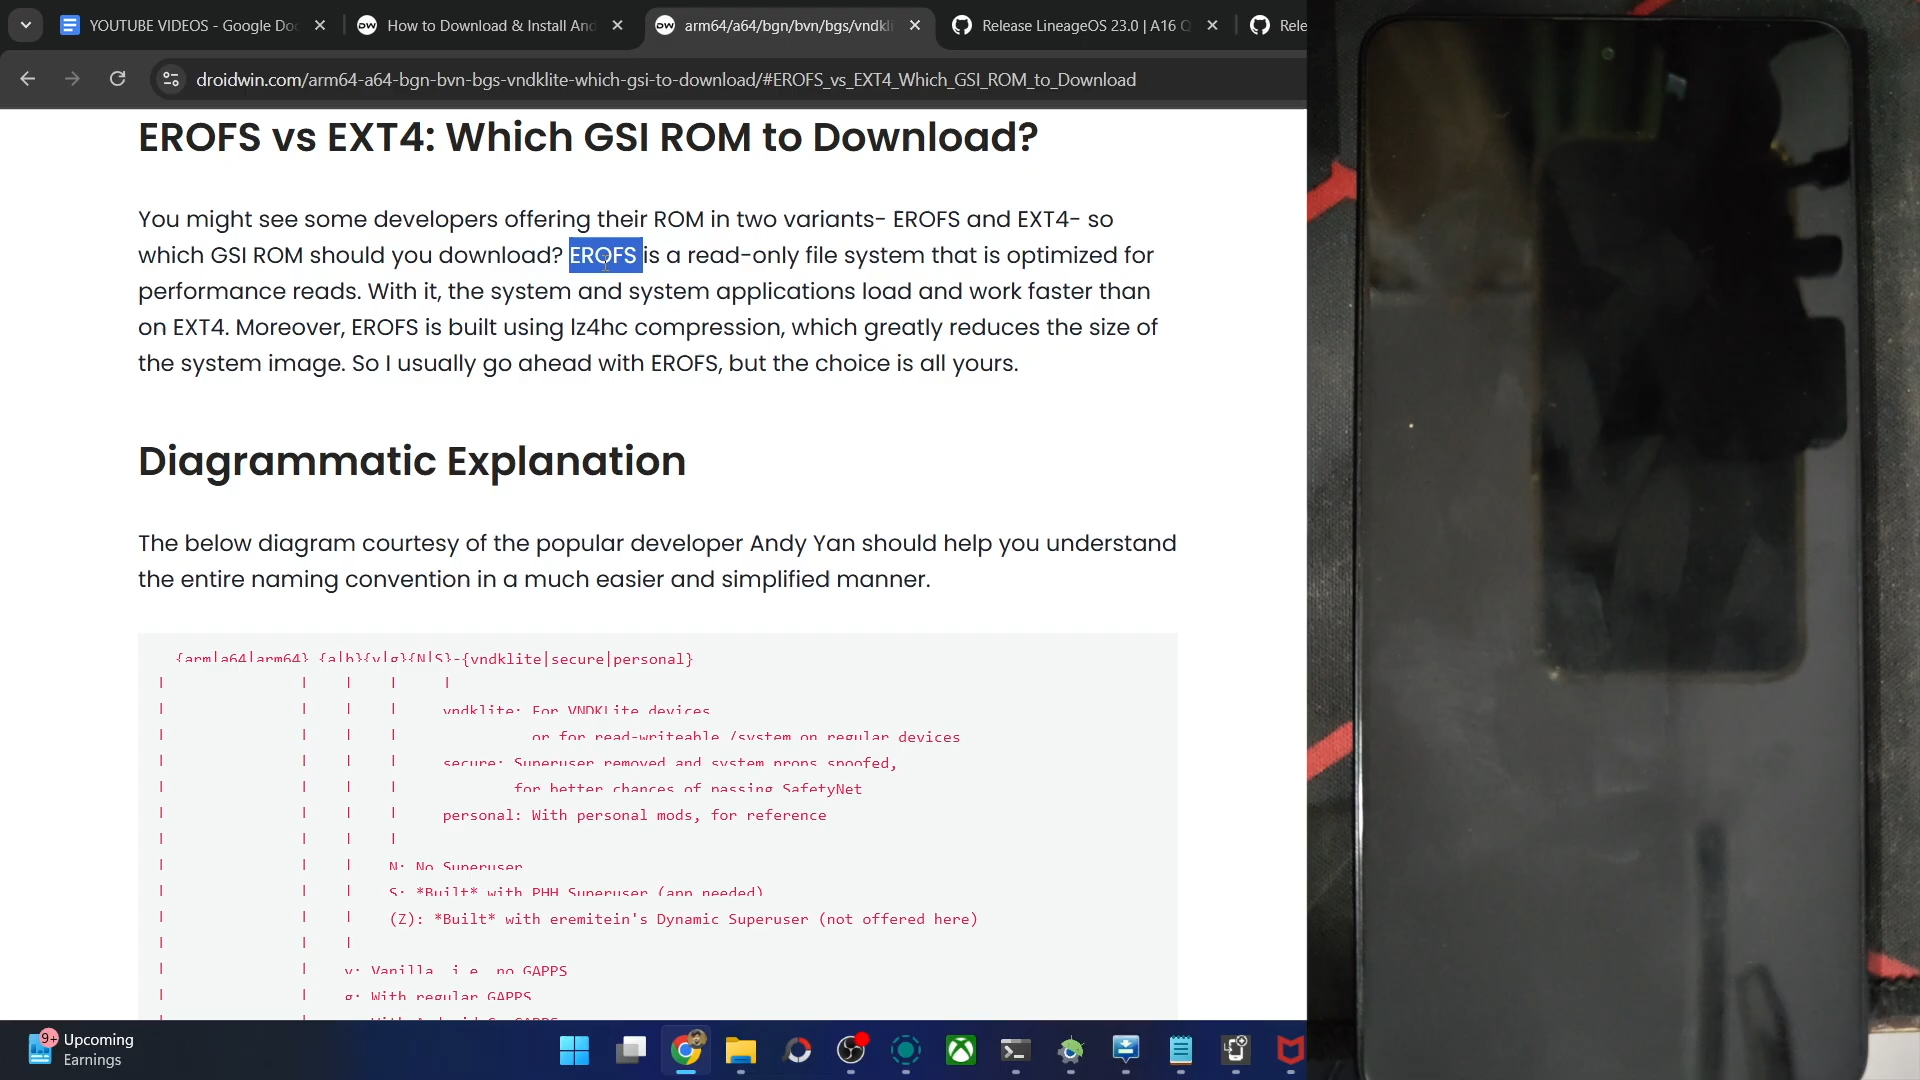 YOUTUBE VIDEOS - Google Do
How to Download & Install And
arm64/a64/bgn/bvn/bgs/vndkli
Release LineageOS 23.0 | A16 Q
Rele
droidwin.com/arm64-a64-bgn-bvn-bgs-vndklite-which-gsi-to-download/#EROFS_vs_EXT4_Which_GSI_ROM_to_Download
EROFS vs EXT4: Which GSI ROM to Download?
You might see some developers offering their ROM in two variants- EROFS and EXT4- so
which GSI ROM should you download? EROFS is a read-only file system that is optimized for
performance reads. With it, the system and system applications load and work faster than
on EXT4. Moreover, EROFS is built using lz4hc compression, which greatly reduces the size of
the system image. So I usually go ahead with EROFS, but the choice is all yours.
Diagrammatic Explanation
The below diagram courtesy of the popular developer Andy Yan should help you understand
the entire naming convention in a much easier and simplified manner.
{arm|a64|arm64}_{a|b}{v|g}{N|S}-{vndklite|secure|personal}
| | | | |
| | | | vndklite: For VNDKLite devices
| | | | or for read-writeable /system on regular devices
| | | | secure: Superuser removed and system props spoofed,
| | | | for better chances of passing SafetyNet
| | | | personal: With personal mods, for reference
| | | |
| | | N: No Superuser
| | | S: *Built* with PHH Superuser (app needed)
| | | (Z): *Built* with eremitein's Dynamic Superuser (not offered here)
| | |
| | v: Vanilla, i.e. no GAPPS
| | g: With regular GAPPS
9+ Upcoming
Earnings